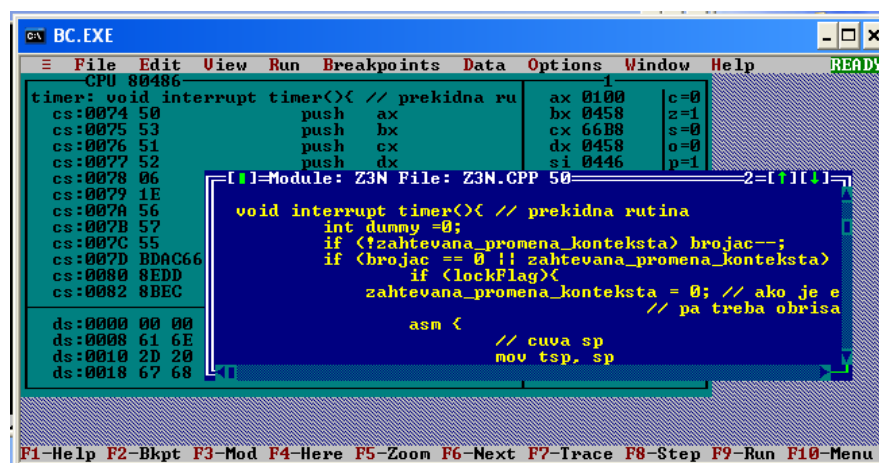 BC.EXE
≡ File Edit View Run Breakpoints Data Options Window Help READY
CPU 80486 1
timer: void interrupt timer(){ // prekidna ru ax 0100 c=0
cs:0074 50 push ax bx 0458 z=1
cs:0075 53 push bx cx 66B8 s=0
cs:0076 51 push cx dx 0458 o=0
cs:0077 52 push dx si 0446 p=1
cs:0078 06
cs:0079 1E
cs:007A 56
cs:007B 57
cs:007C 55
cs:007D BDAC66
cs:0080 8EDD
cs:0082 8BEC
ds:0000 00 00
ds:0008 61 6E
ds:0010 2D 20
ds:0018 67 68
[■]=Module: Z3N File: Z3N.CPP 50 2=[↑][↓]
void interrupt timer(){ // prekidna rutina
int dummy =0;
if (!zahtevana_promena_konteksta) brojac--;
if (brojac == 0 || zahtevana_promena_konteksta)
if (lockFlag){
zahtevana_promena_konteksta = 0; // ako je e
// pa treba obrisa
asm {
// cuva sp
mov tsp, sp
F1-Help F2-Bkpt F3-Mod F4-Here F5-Zoom F6-Next F7-Trace F8-Step F9-Run F10-Menu